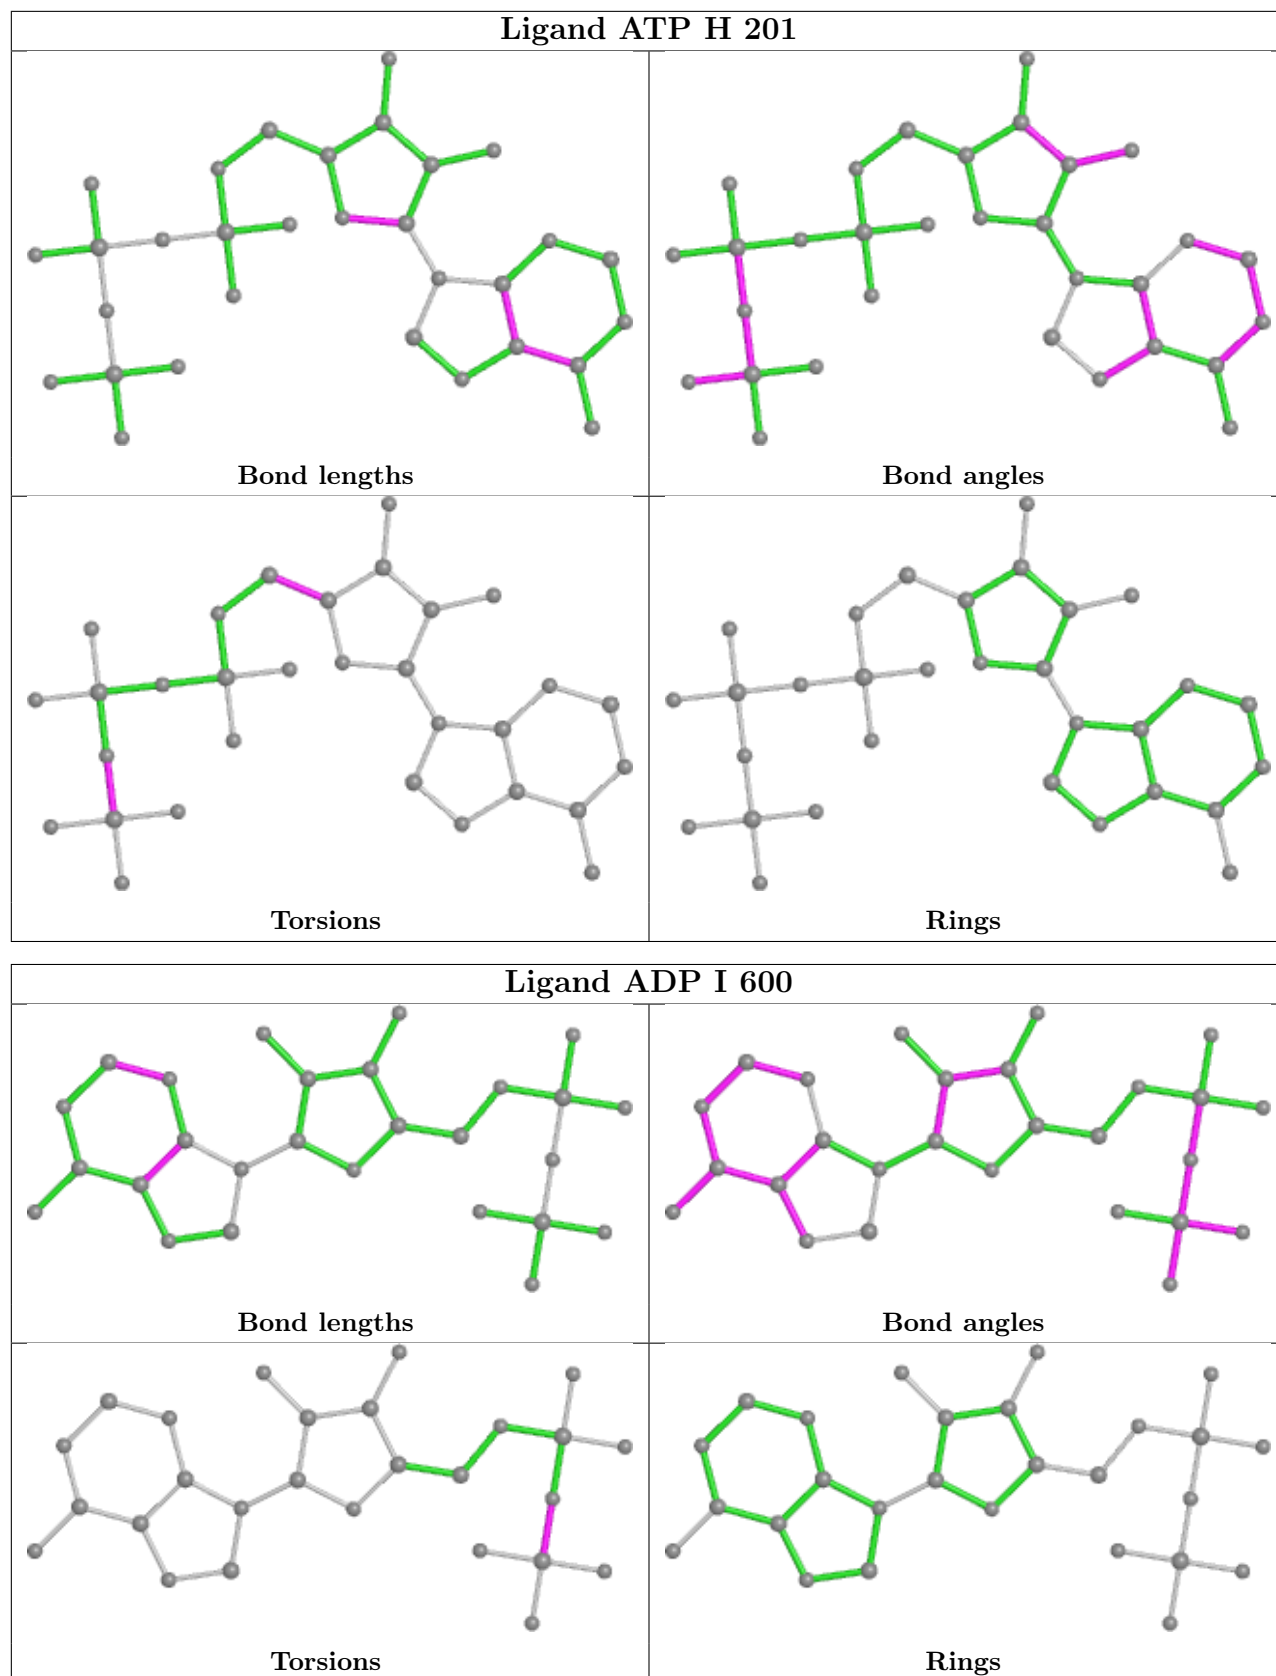 Ligand ATP H 201
Bond lengths
Bond angles
Torsions
Rings
Ligand ADP I 600
Bond lengths
Bond angles
Torsions
Rings